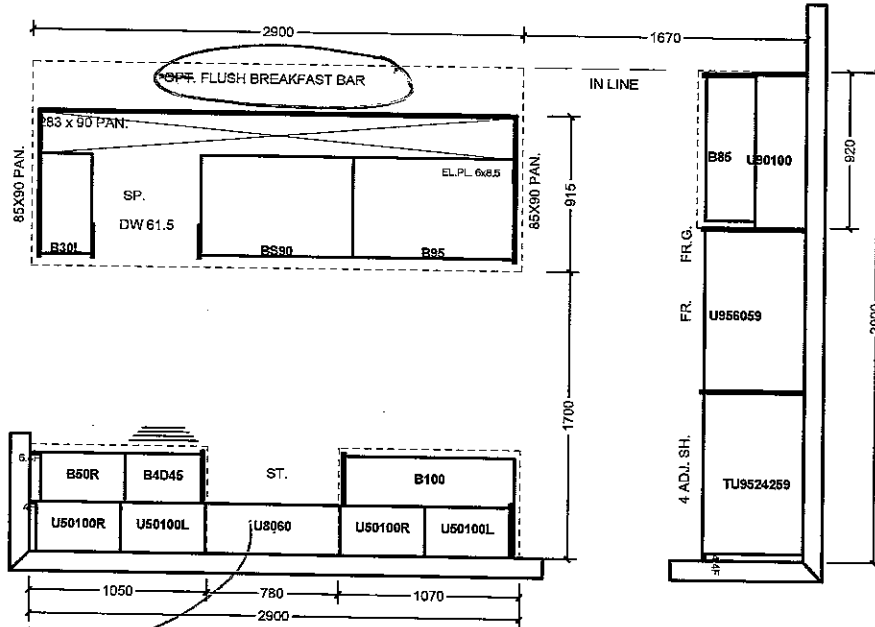 2900
1670
OPT. FLUSH BREAKFAST BAR
IN LINE
283 x 90 PAN.
85X90 PAN.
SP.
DW 61.5
EL.PL. 6x8.5
B30L
BS90
B95
85X90 PAN.
915
B85
U90100
920
FR.G.
FR.
U956059
1700
4 ADJ. SH.
TU9524259
B50R
B4D45
ST.
B100
U50100R
U50100L
U8060
U50100R
U50100L
1050
780
1070
2900